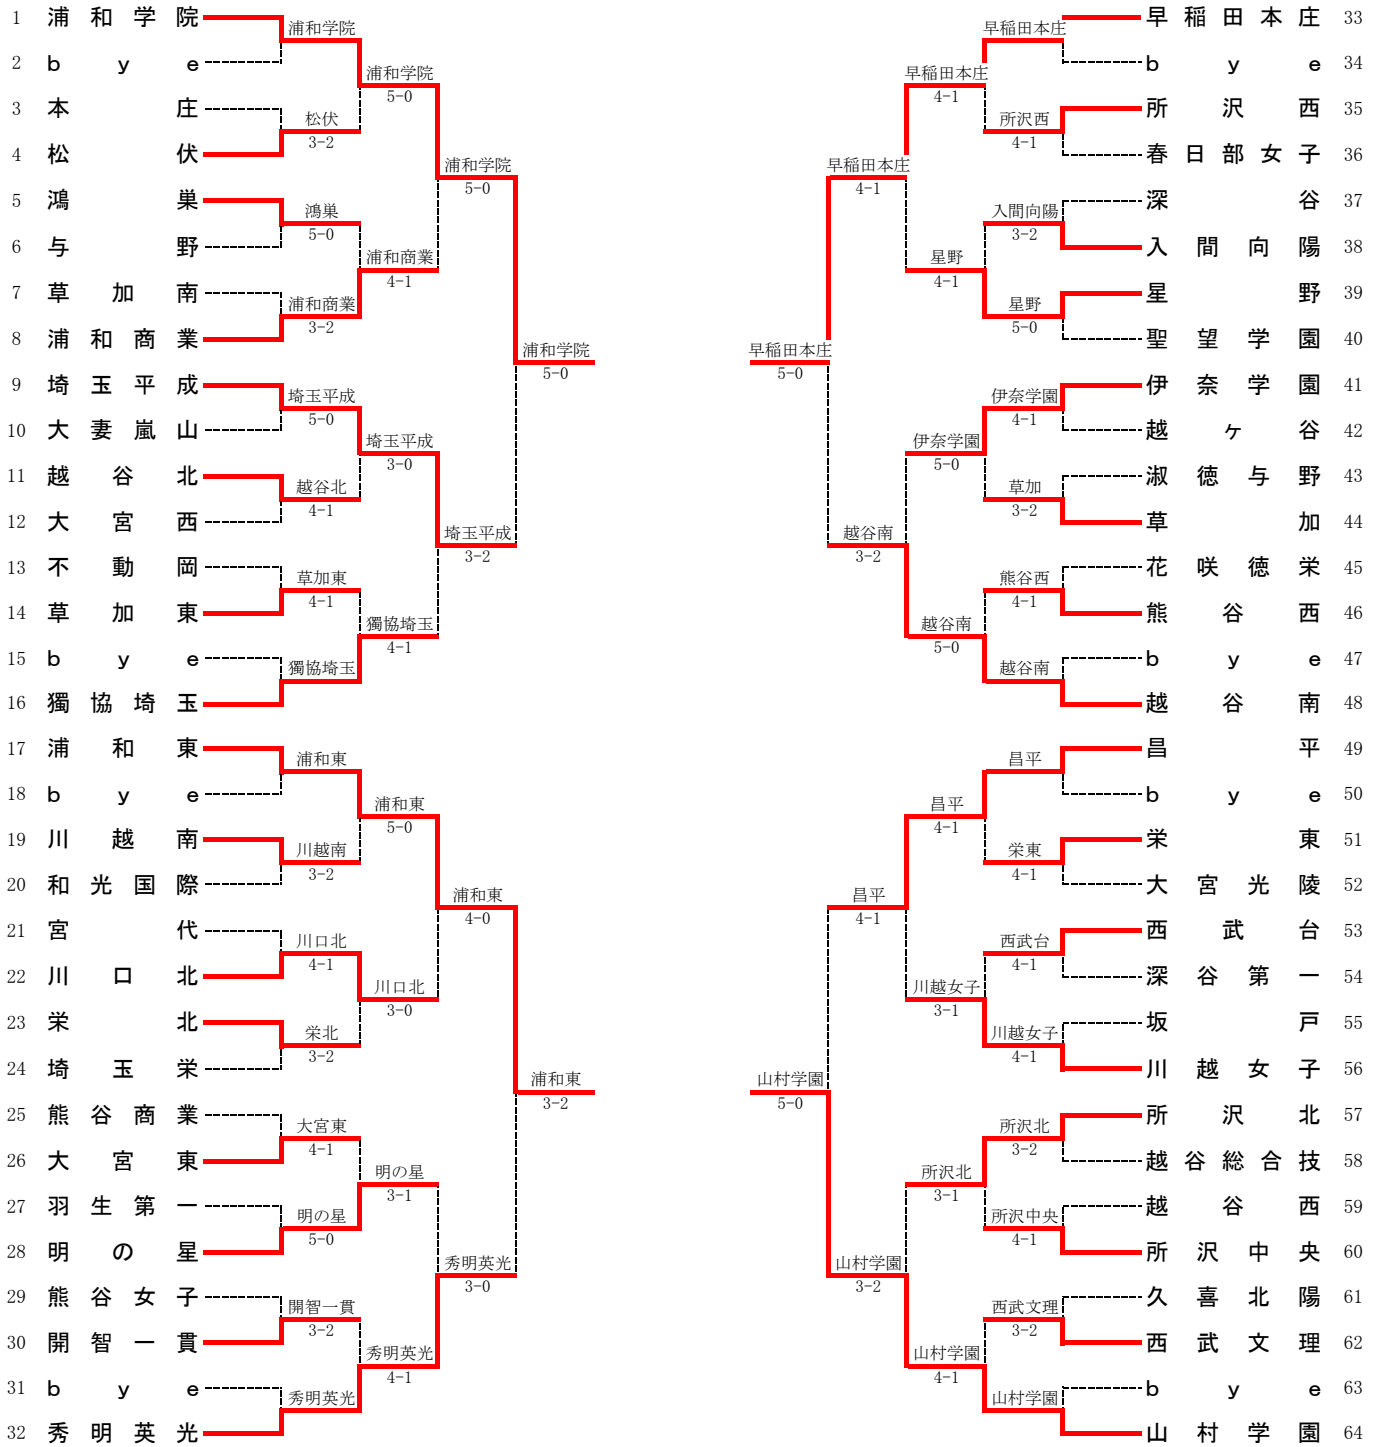 1 浦和学院
2 bye
3 本庄
4 松伏
5 鴻巣
6 与野
7 草加南
8 浦和商業
9 埼玉平成
10 大妻嵐山
11 越谷北
12 大宮西
13 不動岡
14 草加東
15 bye
16 獨協埼玉
17 浦和東
18 bye
19 川越南
20 和光国際
21 宮代
22 川口北
23 栄北
24 埼玉栄
25 熊谷商業
26 大宮東
27 羽生第一
28 明の星
29 熊谷女子
30 開智一貫
31 bye
32 秀明英光
浦和学院
松伏
3-2
鴻巣
5-0
浦和商業
3-2
埼玉平成
5-0
越谷北
4-1
草加東
4-1
獨協埼玉
浦和東
川越南
3-2
川口北
4-1
栄北
3-2
大宮東
4-1
明の星
5-0
開智一貫
3-2
秀明英光
浦和学院
5-0
浦和商業
4-1
埼玉平成
3-0
獨協埼玉
4-1
浦和東
5-0
川口北
3-0
明の星
3-1
秀明英光
4-1
浦和学院
5-0
埼玉平成
3-2
浦和東
4-0
秀明英光
3-0
浦和学院
5-0
浦和東
3-2
早稲田本庄
5-0
山村学園
5-0
早稲田本庄
4-1
越谷南
3-2
昌平
4-1
山村学園
3-2
早稲田本庄
4-1
星野
4-1
伊奈学園
5-0
越谷南
5-0
昌平
4-1
川越女子
3-1
所沢北
3-1
山村学園
4-1
早稲田本庄
所沢西
4-1
入間向陽
3-2
星野
5-0
伊奈学園
4-1
草加
3-2
熊谷西
4-1
越谷南
昌平
栄東
4-1
西武台
4-1
川越女子
4-1
所沢北
3-2
所沢中央
4-1
西武文理
3-2
山村学園
早稲田本庄 33
bye 34
所沢西 35
春日部女子 36
深谷 37
入間向陽 38
星野 39
聖望学園 40
伊奈学園 41
越ヶ谷 42
淑徳与野 43
草加 44
花咲徳栄 45
熊谷西 46
bye 47
越谷南 48
昌平 49
bye 50
栄東 51
大宮光陵 52
西武台 53
深谷第一 54
坂戸 55
川越女子 56
所沢北 57
越谷総合技 58
越谷西 59
所沢中央 60
久喜北陽 61
西武文理 62
bye 63
山村学園 64